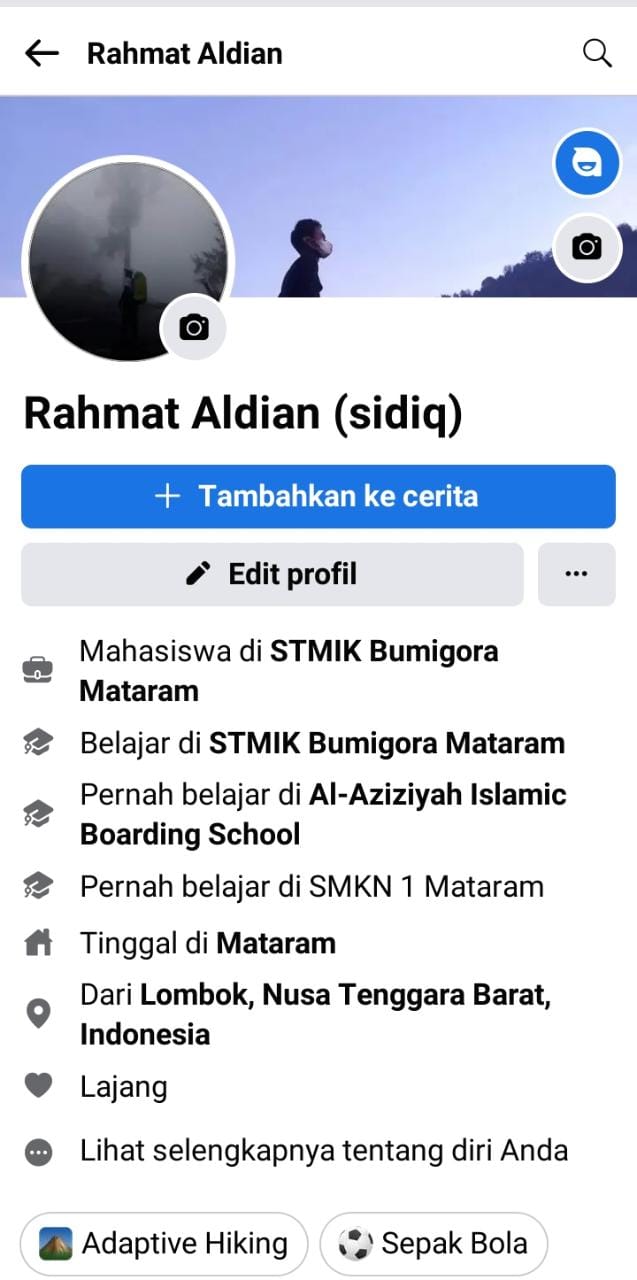 Rahmat Aldian
Rahmat Aldian (sidiq)
+ Tambahkan ke cerita
Edit profil
...
Mahasiswa di STMIK Bumigora
Mataram
Belajar di STMIK Bumigora Mataram
Pernah belajar di Al-Aziziyah Islamic
Boarding School
Pernah belajar di SMKN 1 Mataram
Tinggal di Mataram
Dari Lombok, Nusa Tenggara Barat,
Indonesia
Lajang
Lihat selengkapnya tentang diri Anda
Adaptive Hiking
Sepak Bola